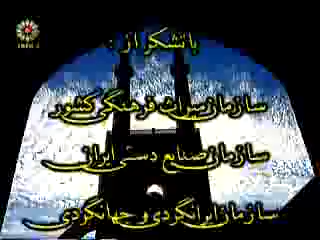 با تشکر از :
سازمان میراث فرهنگی کشور
سازمان صنایع دستی ایران
سازمان ایرانگردی و جهانگردی